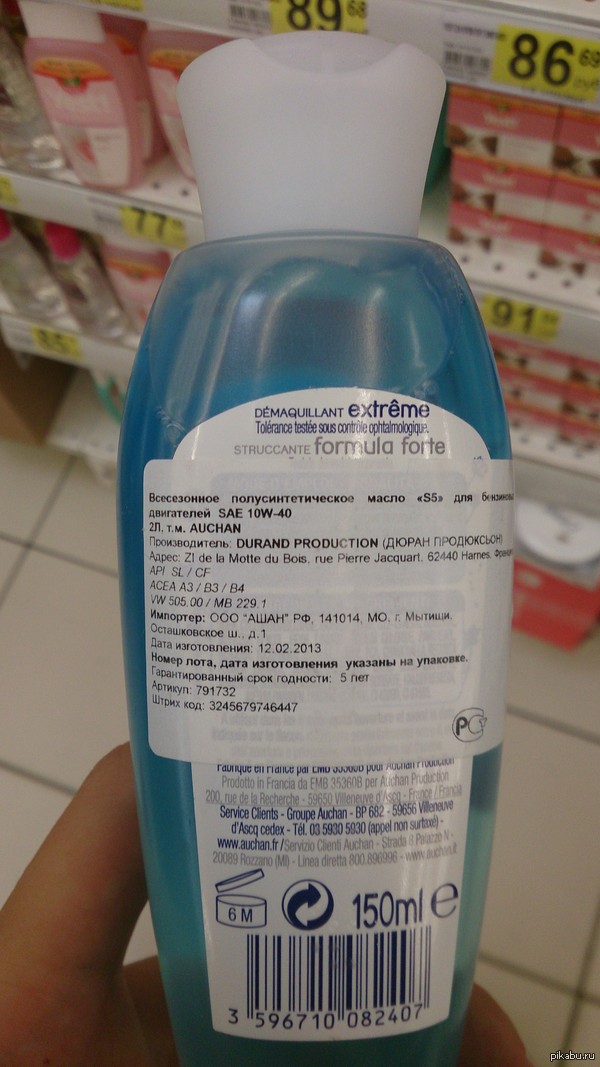 89 68
86 69
77
91
85
DÉMAQUILLANT extrême
Tolérance testée sous contrôle ophtalmologique.
STRUCCANTE formula forte
Всесезонное полусинтетическое масло «S5» для
двигателей SAE 10W-40
2Л, т.м. AUCHAN
Производитель: DURAND PRODUCTION (ДЮРАН ПРОДЮКСЬОН)
Адрес: ZI de la Motte du Bois, rue Pierre Jacquart, 62440 Harnes,
API SL / CF
ACEA A3 / B3 / B4
VW 505.00 / MB 229.1
Импортер: ООО "АШАН" РФ, 141014, МО, г. Мытищи,
Осташковское ш., д.1
Дата изготовления: 12.02.2013
Номер лота, дата изготовления указаны на упаковке.
Гарантированный срок годности: 5 лет
Артикул: 791732
Штрих код: 3245679746447
РСТ
Fabriqué en France par EMB 35360B pour Auchan Production
Prodotto in Francia da EMB 35360B per Auchan Production
200, rue de la Recherche - 59650 Villeneuve d'Ascq - France / Francia
Service Clients - Groupe Auchan - BP 682 - 59656 Villeneuve
d'Ascq cedex - Tél. 03 5930 5930 (appel non surtaxé) -
www.auchan.fr / Servizio Clienti Auchan - Strada 8 Palazzo N -
20089 Rozzano (MI) - Linea diretta 800.896996 - www.auchan.it
6 M
150ml e
3 596710 082407
pikabu.ru